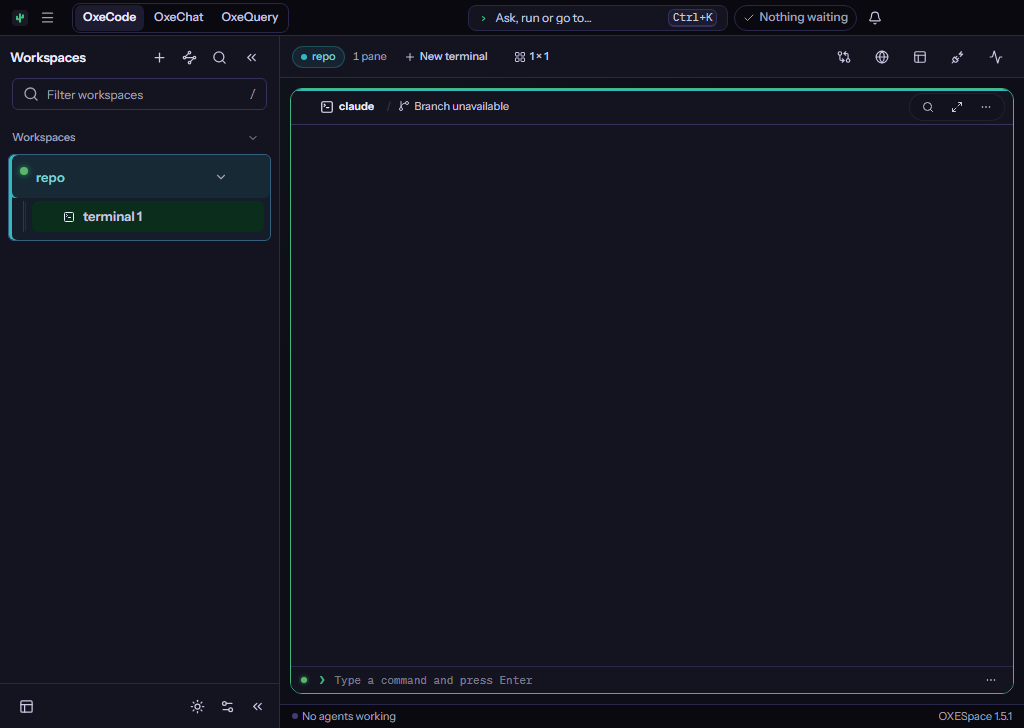 OxeCode OxeChat OxeQuery
› Ask, run or go to... Ctrl+K
Nothing waiting
Workspaces
Filter workspaces /
Workspaces
repo
terminal 1
repo 1 pane + New terminal 1×1
claude / Branch unavailable
❯ Type a command and press Enter
No agents working
OXESpace 1.5.1